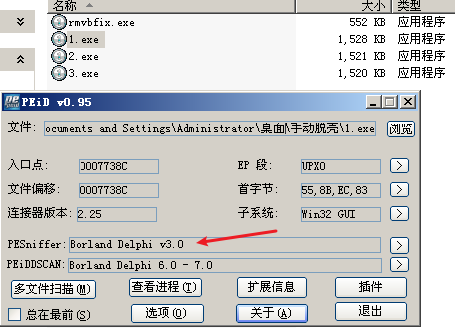 名称 大小 类型
rmvbfix.exe 552 KB 应用程序
1.exe 1,528 KB 应用程序
2.exe 1,521 KB 应用程序
3.exe 1,520 KB 应用程序
PEiD v0.95
文件: ocuments and Settings\Administrator\桌面\手动脱壳\1.exe 浏览
入口点: 0007738C EP 段: UPX0 >
文件偏移: 0007738C 首字节: 55,8B,EC,83 >
连接器版本: 2.25 子系统: Win32 GUI >
PESniffer: Borland Delphi v3.0 >
PEiDDSCAN: Borland Delphi 6.0 - 7.0 >
多文件扫描(M) 查看进程(T) 扩展信息 插件
总在最前(S) 选项(O) 关于(A) 退出